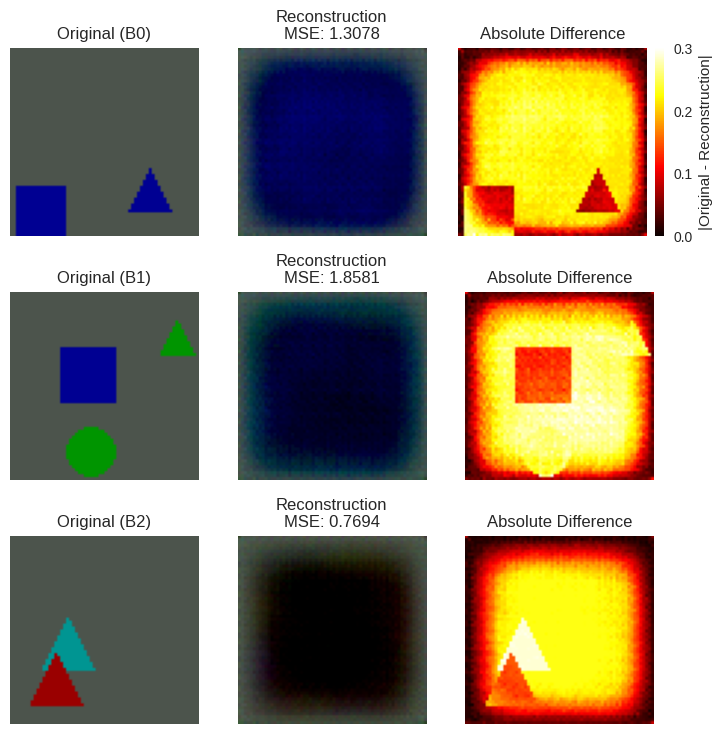 Original (B0)
Reconstruction
MSE: 1.3078
Absolute Difference
0.3
0.2
0.1
0.0
|Original - Reconstruction|
Original (B1)
Reconstruction
MSE: 1.8581
Absolute Difference
Original (B2)
Reconstruction
MSE: 0.7694
Absolute Difference